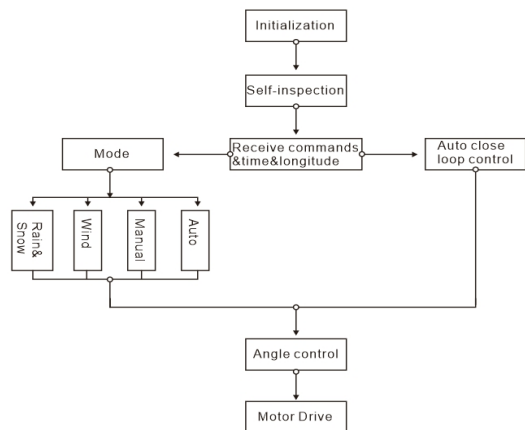 Initialization
Self-inspection
Receive commands
&time&longitude
Mode
Auto close
loop control
Rain&
Snow
Wind
Manual
Auto
Angle control
Motor Drive